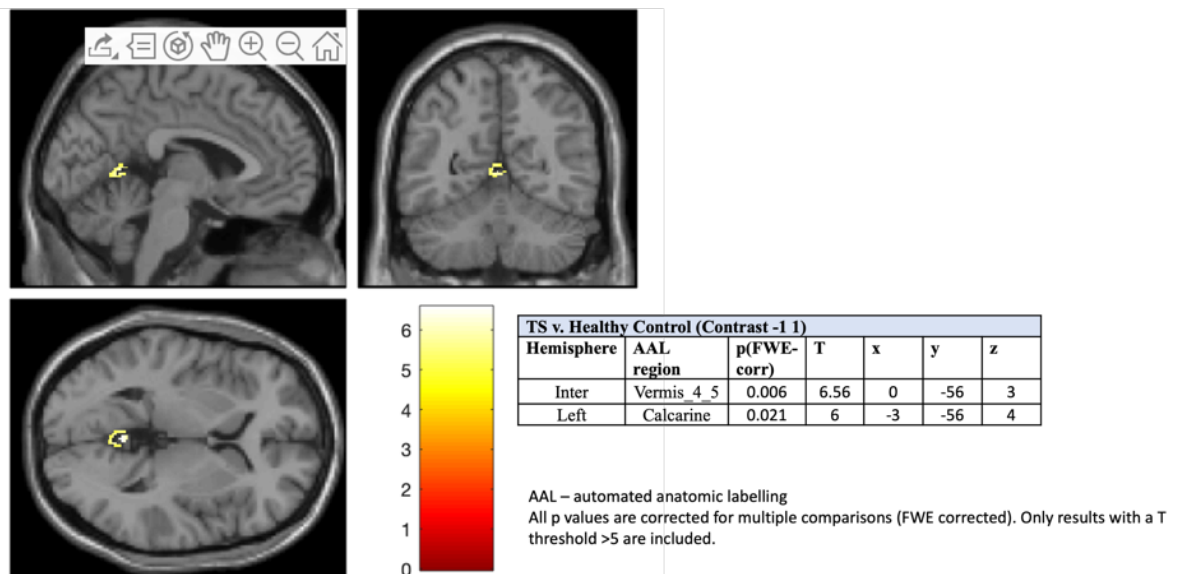 6
5
4
3
2
1
0
TS v. Healthy Control (Contrast -1 1)
Hemisphere AAL region p(FWE-corr) T x y z
Inter Vermis_4_5 0.006 6.56 0 -56 3
Left Calcarine 0.021 6 -3 -56 4
AAL – automated anatomic labelling
All p values are corrected for multiple comparisons (FWE corrected). Only results with a T
threshold >5 are included.